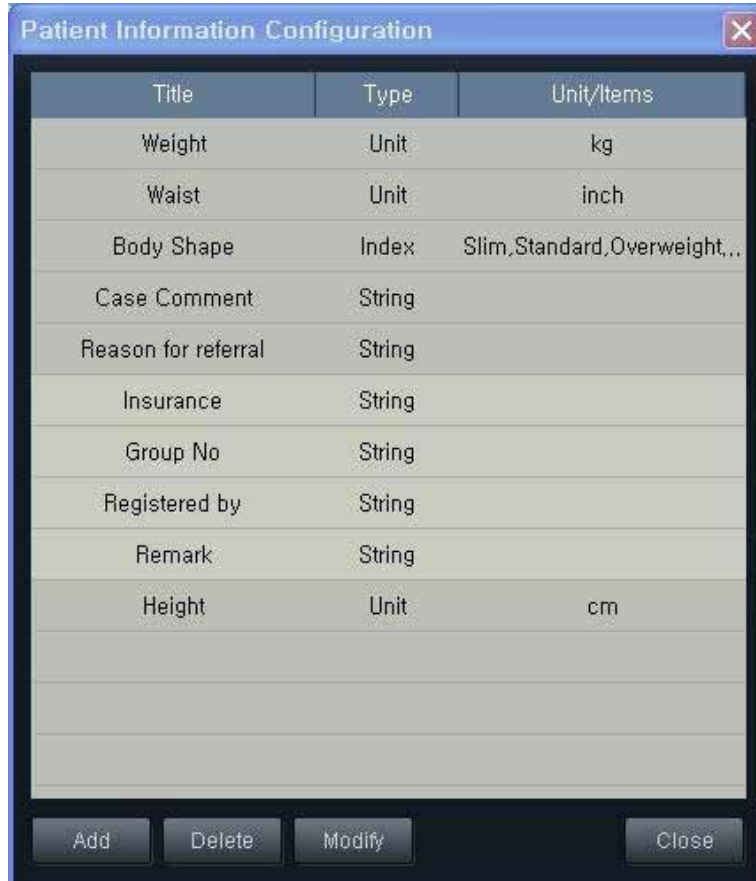 Patient Information Configuration
Title Type Unit/Items
Weight Unit kg
Waist Unit inch
Body Shape Index Slim,Standard,Overweight,,,
Case Comment String
Reason for referral String
Insurance String
Group No String
Registered by String
Remark String
Height Unit cm
Add Delete Modify Close